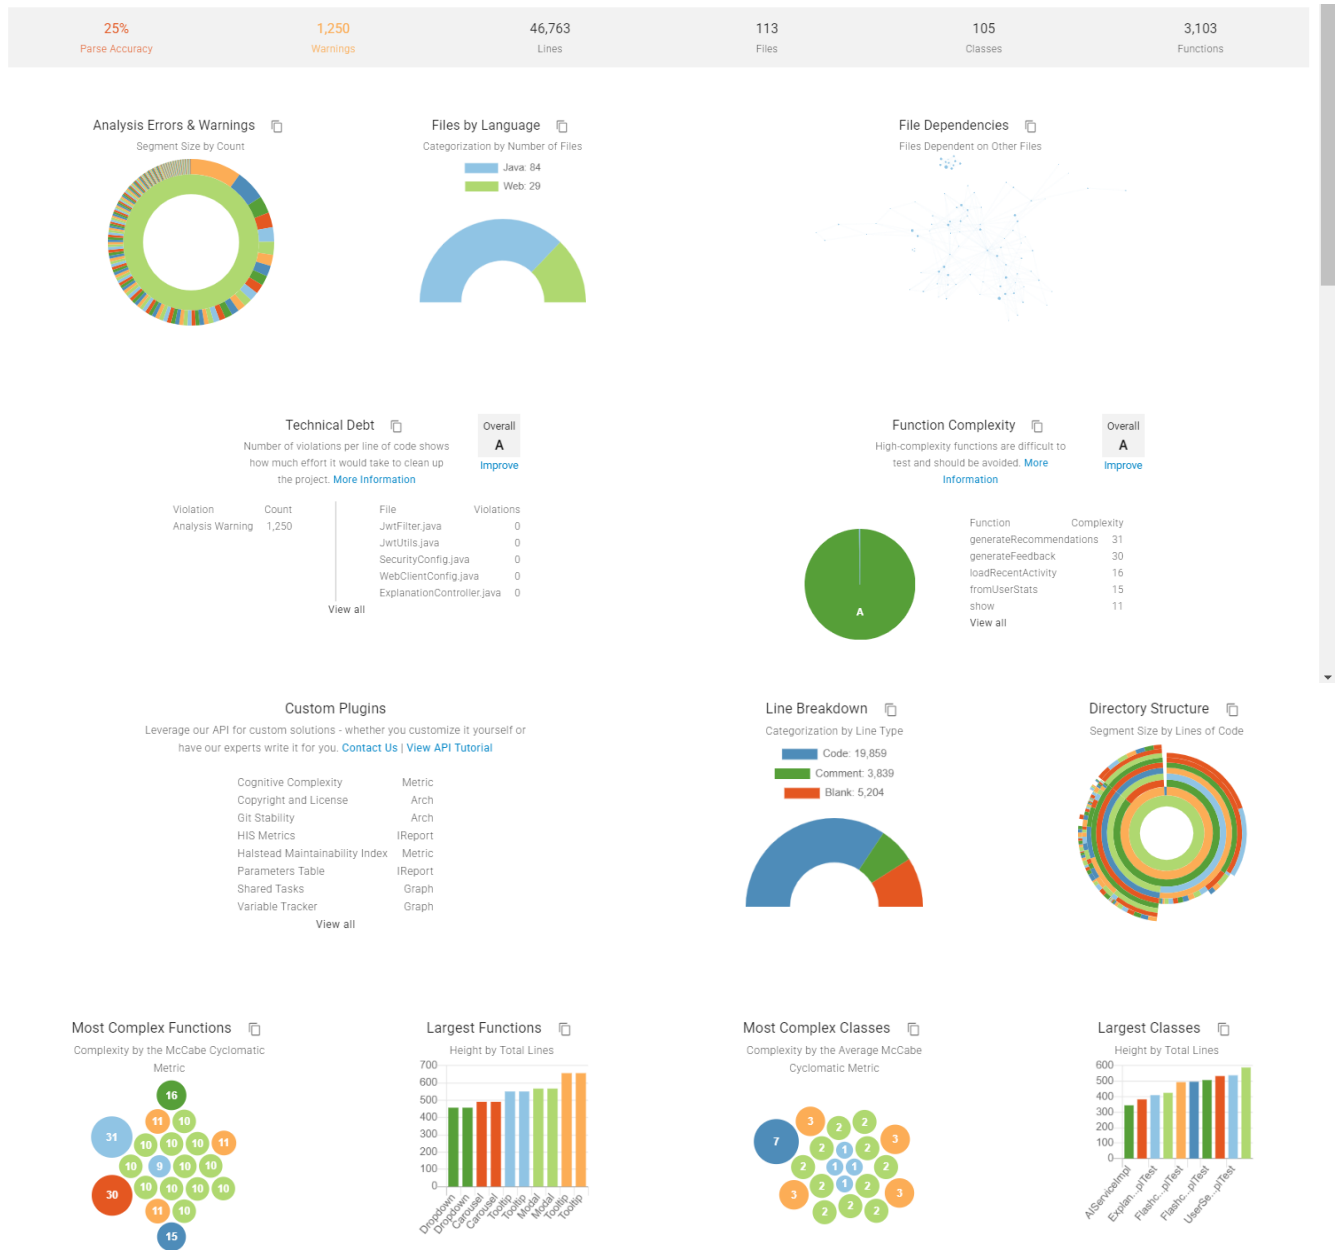 25%
Parse Accuracy
1,250
Warnings
46,763
Lines
113
Files
105
Classes
3,103
Functions
Analysis Errors & Warnings
Segment Size by Count
Files by Language
Categorization by Number of Files
Java: 84
Web: 29
File Dependencies
Files Dependent on Other Files
Technical Debt
Number of violations per line of code shows
how much effort it would take to clean up
the project. More Information
Overall
A
Improve
Violation Count
Analysis Warning 1,250
File Violations
JwtFilter.java 0
JwtUtils.java 0
SecurityConfig.java 0
WebClientConfig.java 0
ExplanationController.java 0
View all
Function Complexity
High-complexity functions are difficult to
test and should be avoided. More
Information
Overall
A
Improve
A
Function Complexity
generateRecommendations 31
generateFeedback 30
loadRecentActivity 16
fromUserStats 15
show 11
View all
Custom Plugins
Leverage our API for custom solutions - whether you customize it yourself or
have our experts write it for you. Contact Us | View API Tutorial
Cognitive Complexity Metric
Copyright and License Arch
Git Stability Arch
HIS Metrics IReport
Halstead Maintainability Index Metric
Parameters Table IReport
Shared Tasks Graph
Variable Tracker Graph
View all
Line Breakdown
Categorization by Line Type
Code: 19,859
Comment: 3,839
Blank: 5,204
Directory Structure
Segment Size by Lines of Code
Most Complex Functions
Complexity by the McCabe Cyclomatic
Metric
16
11 10
31 10 10 10 11
10 9 10 10
30 10 10 10 10
11 10
15
Largest Functions
Height by Total Lines
700
600
500
400
300
200
100
0
Dropdown
Dropdown
Carousel
Carousel
Tooltip
Tooltip
Modal
Modal
Tooltip
Tooltip
Most Complex Classes
Complexity by the Average McCabe
Cyclomatic Metric
3 2 2
7 2 1 2 3
2 1 1 2
3 2 1 2 3
2 2
Largest Classes
Height by Total Lines
600
500
400
300
200
100
0
AIServiceImpl
Explan...plTest
Flashc...plTest
Flashc...plTest
UserSe...plTest